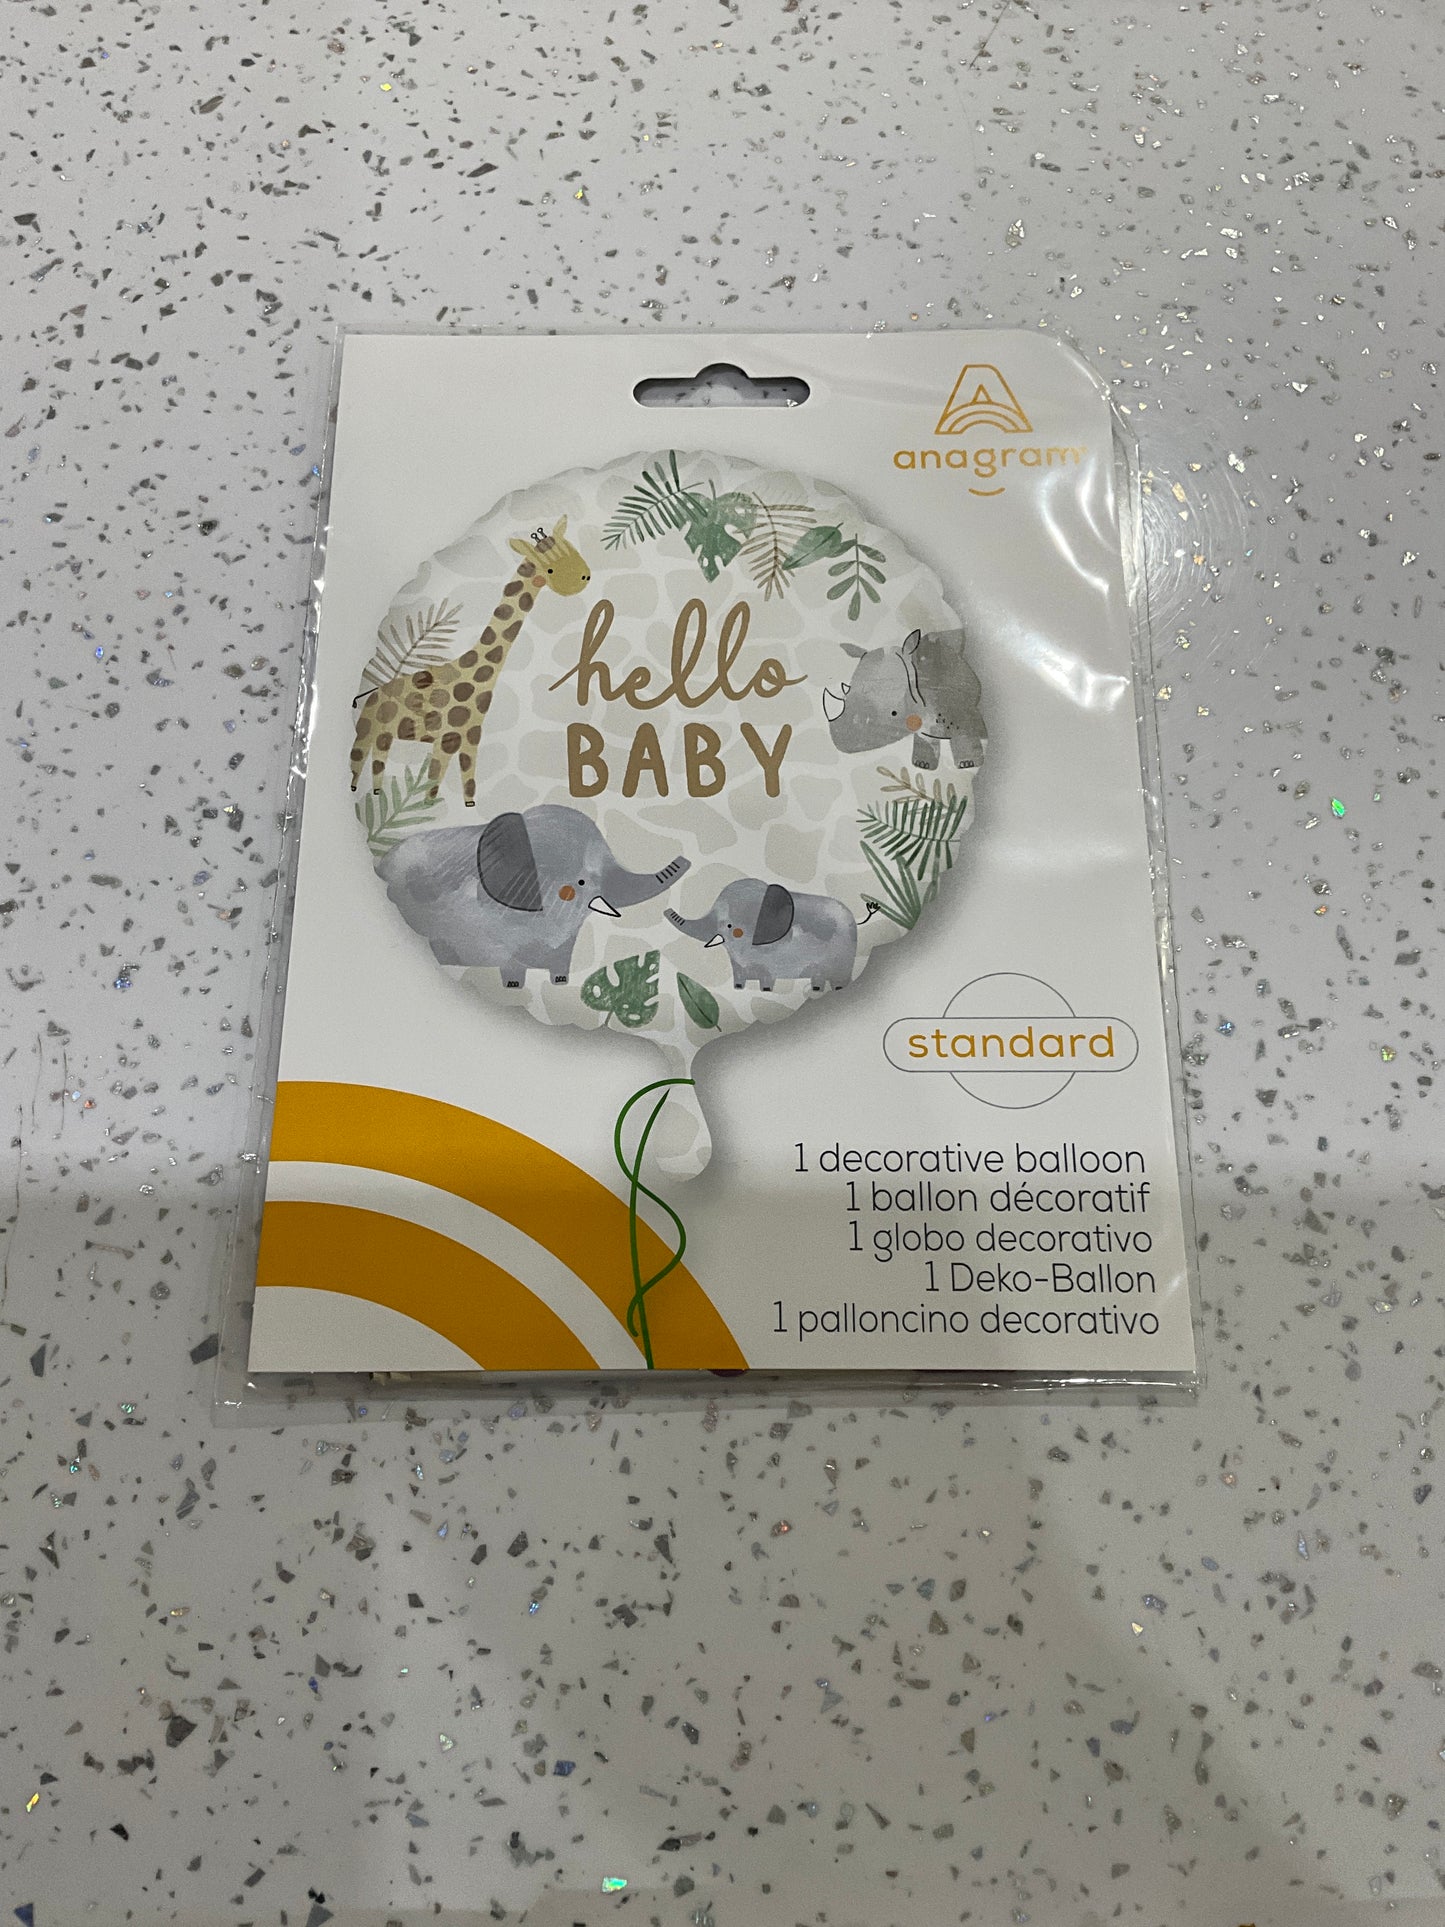 anagram
hello
BABY
standard
1 decorative balloon
1 ballon décoratif
1 globo decorativo
1 Deko-Ballon
1 palloncino decorativo